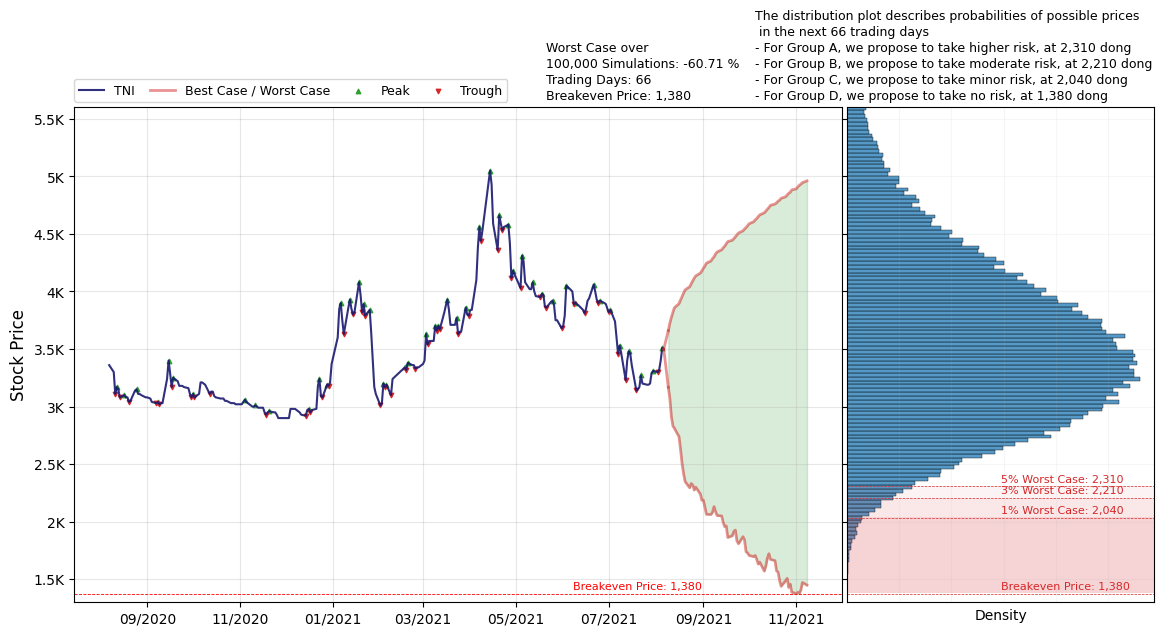 The distribution plot describes probabilities of possible prices
in the next 66 trading days
- For Group A, we propose to take higher risk, at 2,310 dong
- For Group B, we propose to take moderate risk, at 2,210 dong
- For Group C, we propose to take minor risk, at 2,040 dong
- For Group D, we propose to take no risk, at 1,380 dong
Worst Case over
100,000 Simulations: -60.71 %
Trading Days: 66
Breakeven Price: 1,380
TNI
Best Case / Worst Case
Peak
Trough
Stock Price
5.5K
5K
4.5K
4K
3.5K
3K
2.5K
2K
1.5K
Breakeven Price: 1,380
09/2020
11/2020
01/2021
03/2021
05/2021
07/2021
09/2021
11/2021
5% Worst Case: 2,310
3% Worst Case: 2,210
1% Worst Case: 2,040
Breakeven Price: 1,380
Density